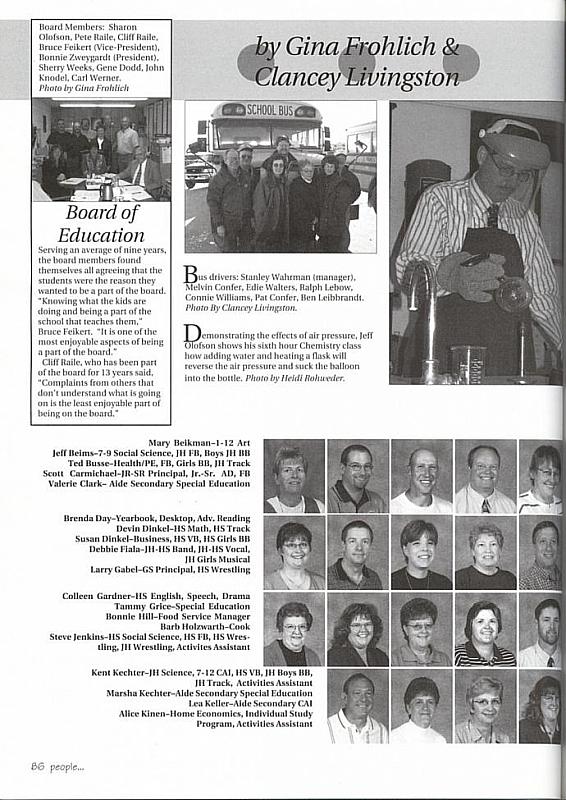 Board Members: Sharon
Olofson, Pete Raile, Cliff Raile,
Bruce Feikert (Vice-President),
Bonnie Zweygardt (President),
Sherry Weeks, Gene Dodd, John
Knodel, Carl Werner.
Photo by Gina Frohlich
by Gina Frohlich &
Clancey Livingston
SCHOOL BUS
Board of
Education
Serving an average of nine years,
the board members found
themselves all agreeing that the
students were the reason they
wanted to be a part of the board.
“Knowing what the kids are
doing and being a part of the
school that teaches them,”
Bruce Feikert. “It is one of the
most enjoyable aspects of being
a part of the board.”
Cliff Raile, who has been part
of the board for 13 years said,
“Complaints from others that
don’t understand what is going
on is the least enjoyable part of
being on the board.”
Bus drivers: Stanley Wahrman (manager),
Melvin Confer, Edie Walters, Ralph Lebow,
Connie Williams, Pat Confer, Ben Leibbrandt.
Photo By Clancey Livingston.
Demonstrating the effects of air pressure, Jeff
Olofson shows his sixth hour Chemistry class
how adding water and heating a flask will
reverse the air pressure and suck the balloon
into the bottle. Photo by Heidi Rohweder.
Mary Beikman–1-12 Art
Jeff Beims–7-9 Social Science, JH FB, Boys JH BB
Ted Busse–Health/PE, FB, Girls BB, JH Track
Scott Carmichael–JR-SR Principal, Jr.-Sr. AD, FB
Valerie Clark– Aide Secondary Special Education
Brenda Day–Yearbook, Desktop, Adv. Reading
Devin Dinkel–HS Math, HS Track
Susan Dinkel–Business, HS VB, HS Girls BB
Debbie Fiala–JH-HS Band, JH-HS Vocal,
JH Girls Musical
Larry Gabel–GS Principal, HS Wrestling
Colleen Gardner–HS English, Speech, Drama
Tammy Grice–Special Education
Bonnie Hill–Food Service Manager
Barb Holzwarth–Cook
Steve Jenkins–HS Social Science, HS FB, HS Wres-
tling, JH Wrestling, Activites Assistant
Kent Kechter–JH Science, 7-12 CAI, HS VB, JH Boys BB,
JH Track, Activities Assistant
Marsha Kechter–Aide Secondary Special Education
Lea Keller–Aide Secondary CAI
Alice Kinen–Home Economics, Individual Study
Program, Activities Assistant
86 people...